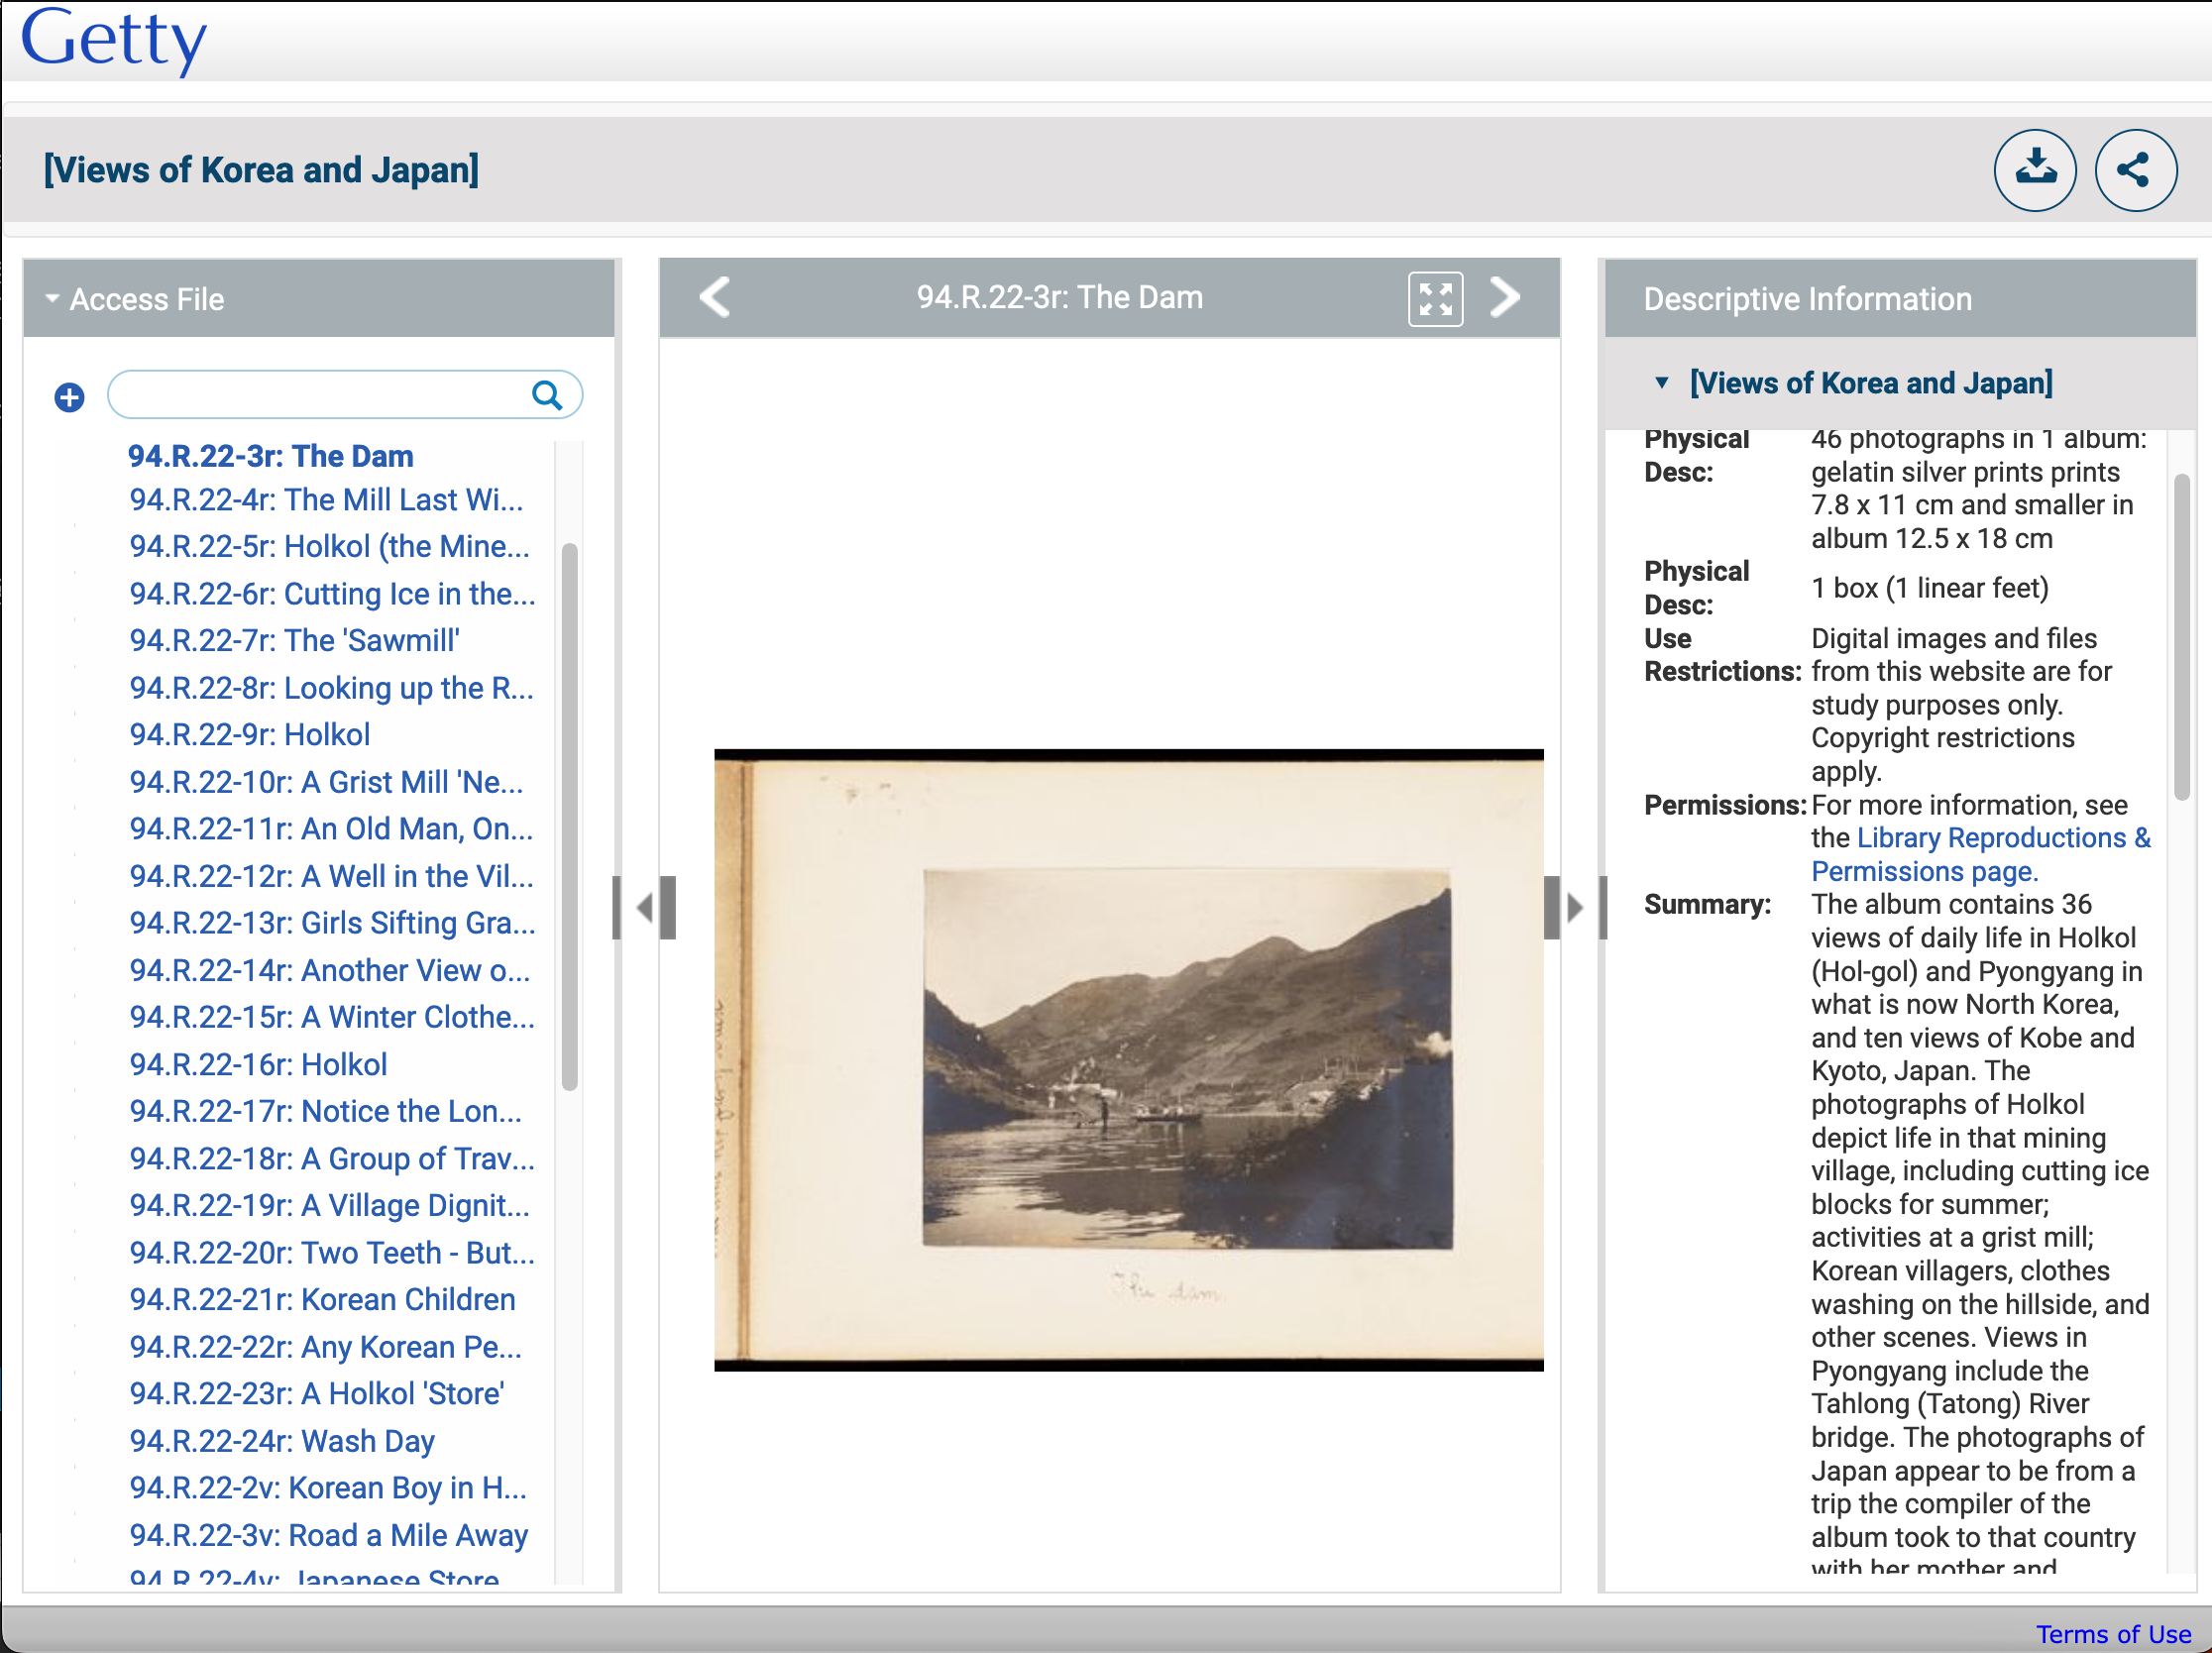 Getty
[Views of Korea and Japan]
Access File
94.R.22-3r: The Dam
94.R.22-4r: The Mill Last Wi...
94.R.22-5r: Holkol (the Mine...
94.R.22-6r: Cutting Ice in the...
94.R.22-7r: The 'Sawmill'
94.R.22-8r: Looking up the R...
94.R.22-9r: Holkol
94.R.22-10r: A Grist Mill 'Ne...
94.R.22-11r: An Old Man, On...
94.R.22-12r: A Well in the Vil...
94.R.22-13r: Girls Sifting Gra...
94.R.22-14r: Another View o...
94.R.22-15r: A Winter Clothe...
94.R.22-16r: Holkol
94.R.22-17r: Notice the Lon...
94.R.22-18r: A Group of Trav...
94.R.22-19r: A Village Dignit...
94.R.22-20r: Two Teeth - But...
94.R.22-21r: Korean Children
94.R.22-22r: Any Korean Pe...
94.R.22-23r: A Holkol 'Store'
94.R.22-24r: Wash Day
94.R.22-2v: Korean Boy in H...
94.R.22-3v: Road a Mile Away
94.R.22-4v: Japanese Store
94.R.22-3r: The Dam
The dam.
Descriptive Information
[Views of Korea and Japan]
Physical Desc: 46 photographs in 1 album:
gelatin silver prints prints
7.8 x 11 cm and smaller in
album 12.5 x 18 cm
Physical Desc: 1 box (1 linear feet)
Use Restrictions: Digital images and files
from this website are for
study purposes only.
Copyright restrictions
apply.
Permissions: For more information, see
the Library Reproductions &
Permissions page.
Summary: The album contains 36
views of daily life in Holkol
(Hol-gol) and Pyongyang in
what is now North Korea,
and ten views of Kobe and
Kyoto, Japan. The
photographs of Holkol
depict life in that mining
village, including cutting ice
blocks for summer;
activities at a grist mill;
Korean villagers, clothes
washing on the hillside, and
other scenes. Views in
Pyongyang include the
Tahlong (Tatong) River
bridge. The photographs of
Japan appear to be from a
trip the compiler of the
album took to that country
with her mother and
Terms of Use